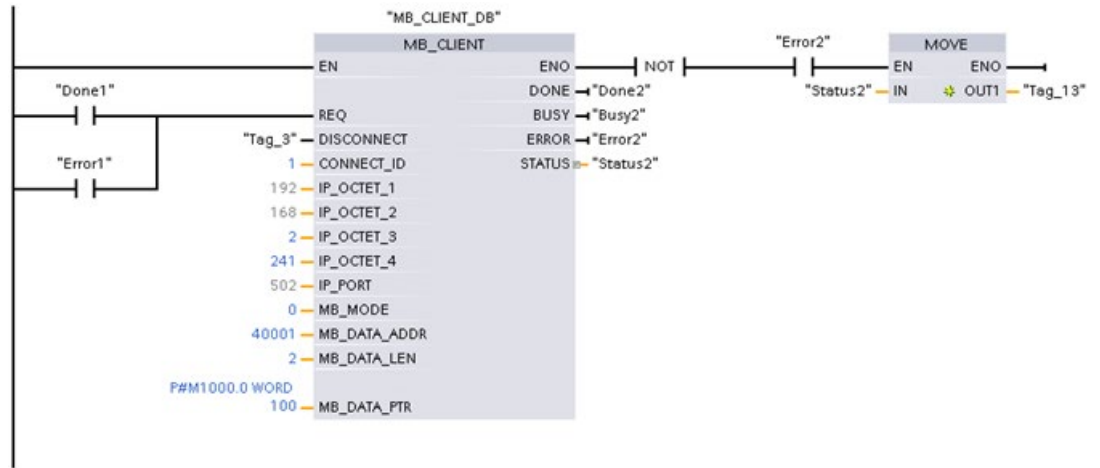 "MB_CLIENT_DB"
MB_CLIENT
"Error2"
MOVE
EN
ENO
NOT
EN
ENO
"Done1"
DONE
"Done2"
"Status2"
IN
OUT1
"Tag_13"
REQ
BUSY
"Busy2"
"Tag_3"
DISCONNECT
ERROR
"Error2"
"Error1"
1
CONNECT_ID
STATUS
"Status2"
192
IP_OCTET_1
168
IP_OCTET_2
2
IP_OCTET_3
241
IP_OCTET_4
502
IP_PORT
0
MB_MODE
40001
MB_DATA_ADDR
2
MB_DATA_LEN
P#M1000.0 WORD
100
MB_DATA_PTR